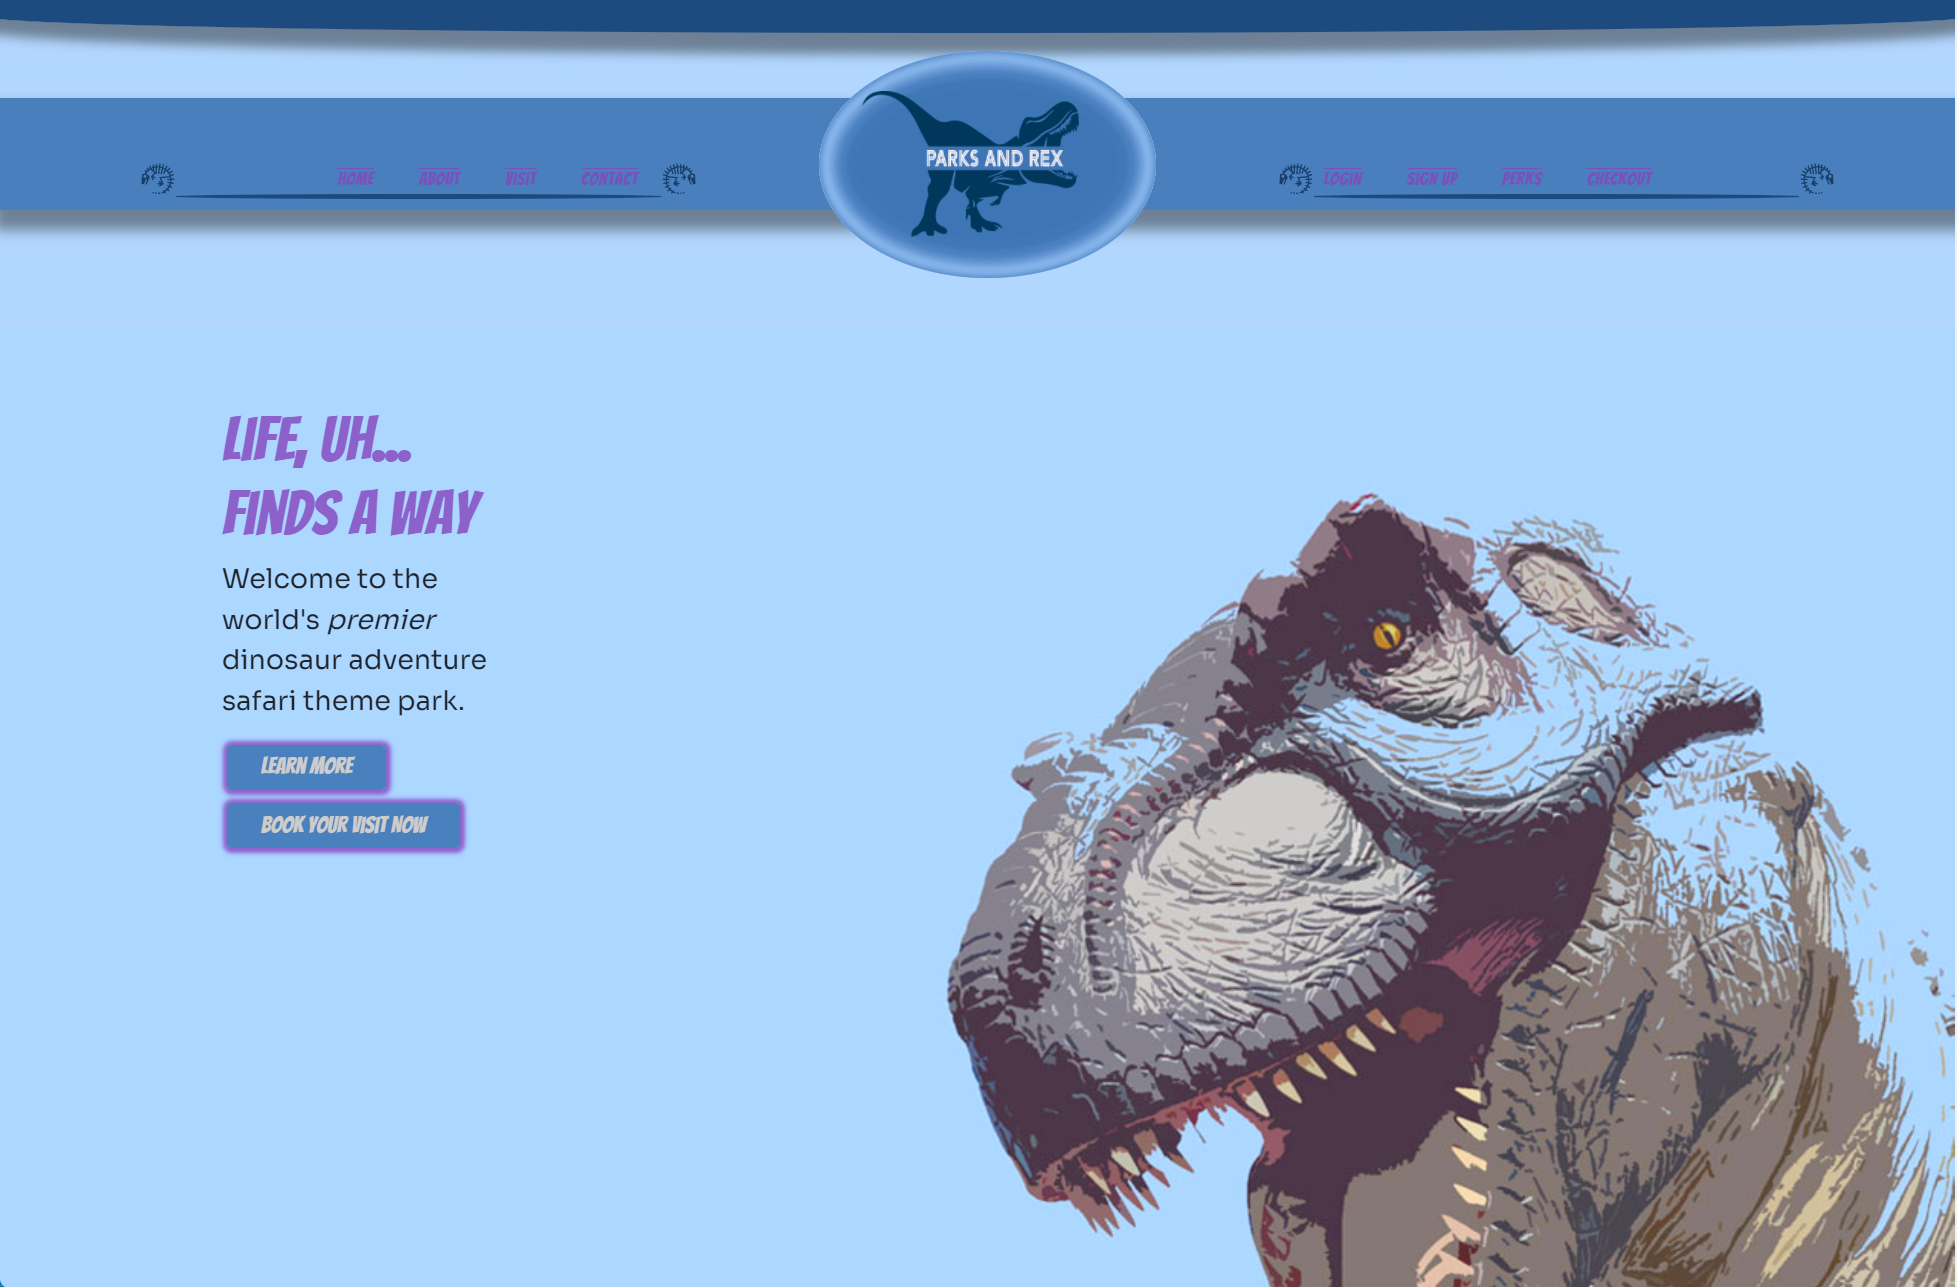 HOME ABOUT VISIT CONTACT
PARKS AND REX
LOGIN SIGN UP PERKS CHECKOUT
LIFE, UH...
FINDS A WAY
Welcome to the
world's premier
dinosaur adventure
safari theme park.
LEARN MORE
BOOK YOUR VISIT NOW